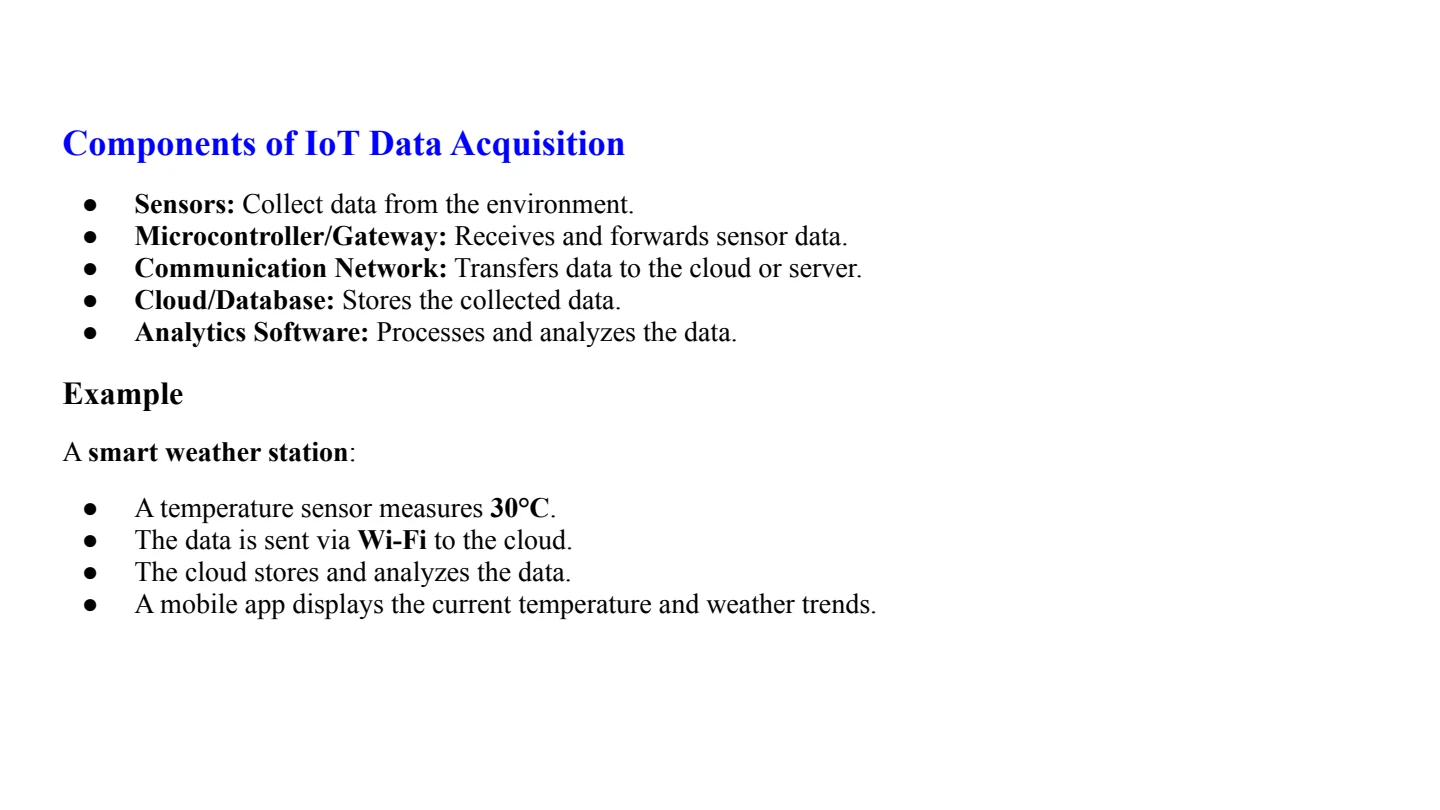 Components of IoT Data Acquisition
● Sensors: Collect data from the environment.
● Microcontroller/Gateway: Receives and forwards sensor data.
● Communication Network: Transfers data to the cloud or server.
● Cloud/Database: Stores the collected data.
● Analytics Software: Processes and analyzes the data.
Example
A smart weather station:
● A temperature sensor measures 30°C.
● The data is sent via Wi-Fi to the cloud.
● The cloud stores and analyzes the data.
● A mobile app displays the current temperature and weather trends.